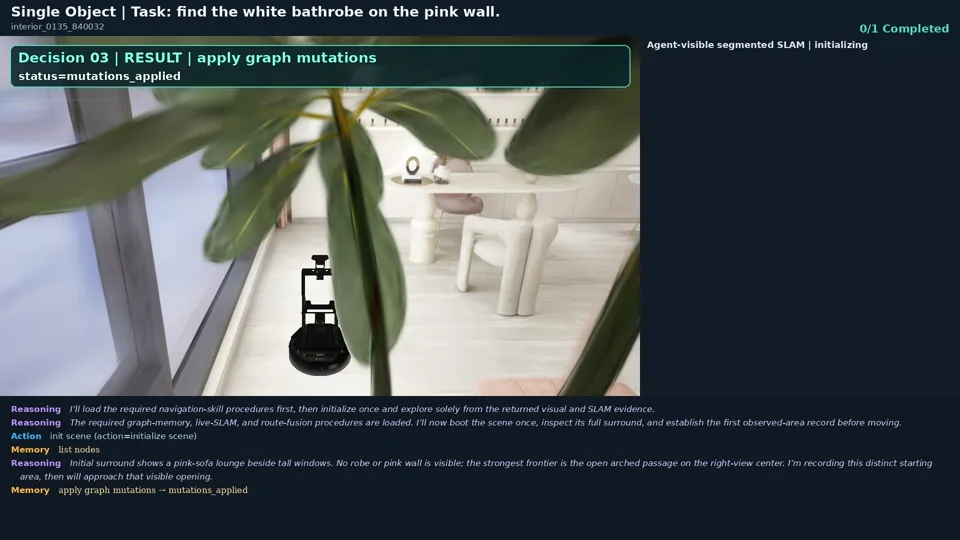 Single Object | Task: find the white bathrobe on the pink wall.
interior_0135_840032
0/1 Completed
Agent-visible segmented SLAM | initializing
Decision 03 | RESULT | apply graph mutations
status=mutations_applied
Reasoning I'll load the required navigation-skill procedures first, then initialize once and explore solely from the returned visual and SLAM evidence.
Reasoning The required graph-memory, live-SLAM, and route-fusion procedures are loaded. I'll now boot the scene once, inspect its full surround, and establish the first observed-area record before moving.
Action init scene (action=initialize scene)
Memory list nodes
Reasoning Initial surround shows a pink-sofa lounge beside tall windows. No robe or pink wall is visible; the strongest frontier is the open arched passage on the right-view center. I'm recording this distinct starting
area, then will approach that visible opening.
Memory apply graph mutations → mutations_applied